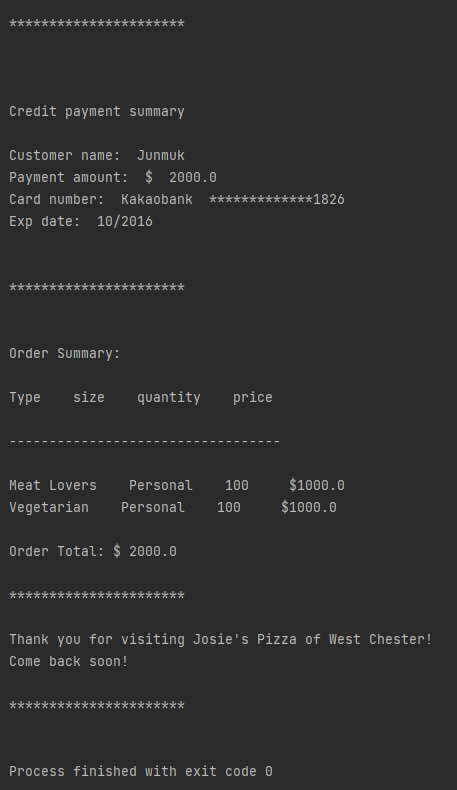 **********************
Credit payment summary
Customer name:  Junmuk
Payment amount:  $  2000.0
Card number:  Kakaobank  *************1826
Exp date:  10/2016
**********************
Order Summary:
Type    size    quantity    price
----------------------------------
Meat Lovers    Personal    100     $1000.0
Vegetarian    Personal    100     $1000.0
Order Total: $ 2000.0
**********************
Thank you for visiting Josie's Pizza of West Chester!
Come back soon!
**********************
Process finished with exit code 0